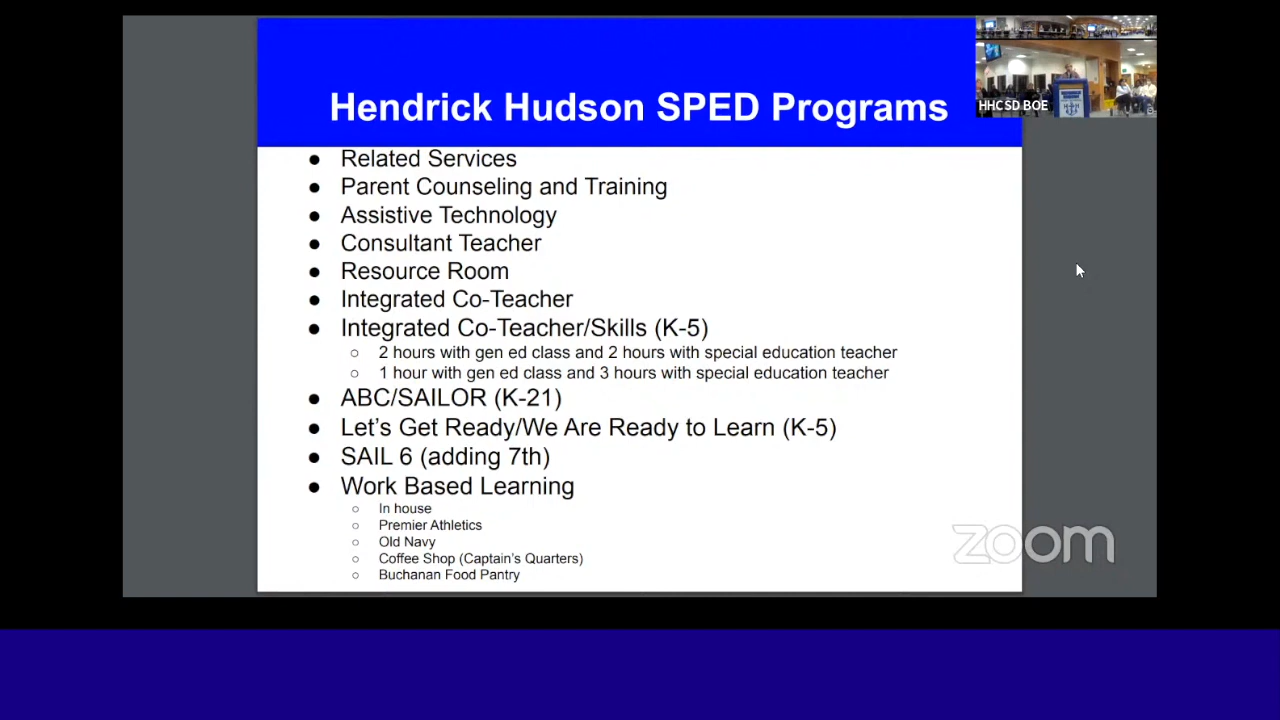 Hendrick Hudson SPED Programs
HHCSD BOE
● Related Services
● Parent Counseling and Training
● Assistive Technology
● Consultant Teacher
● Resource Room
● Integrated Co-Teacher
● Integrated Co-Teacher/Skills (K-5)
○ 2 hours with gen ed class and 2 hours with special education teacher
○ 1 hour with gen ed class and 3 hours with special education teacher
● ABC/SAILOR (K-21)
● Let's Get Ready/We Are Ready to Learn (K-5)
● SAIL 6 (adding 7th)
● Work Based Learning
○ In house
○ Premier Athletics
○ Old Navy
○ Coffee Shop (Captain's Quarters)
○ Buchanan Food Pantry
zoom